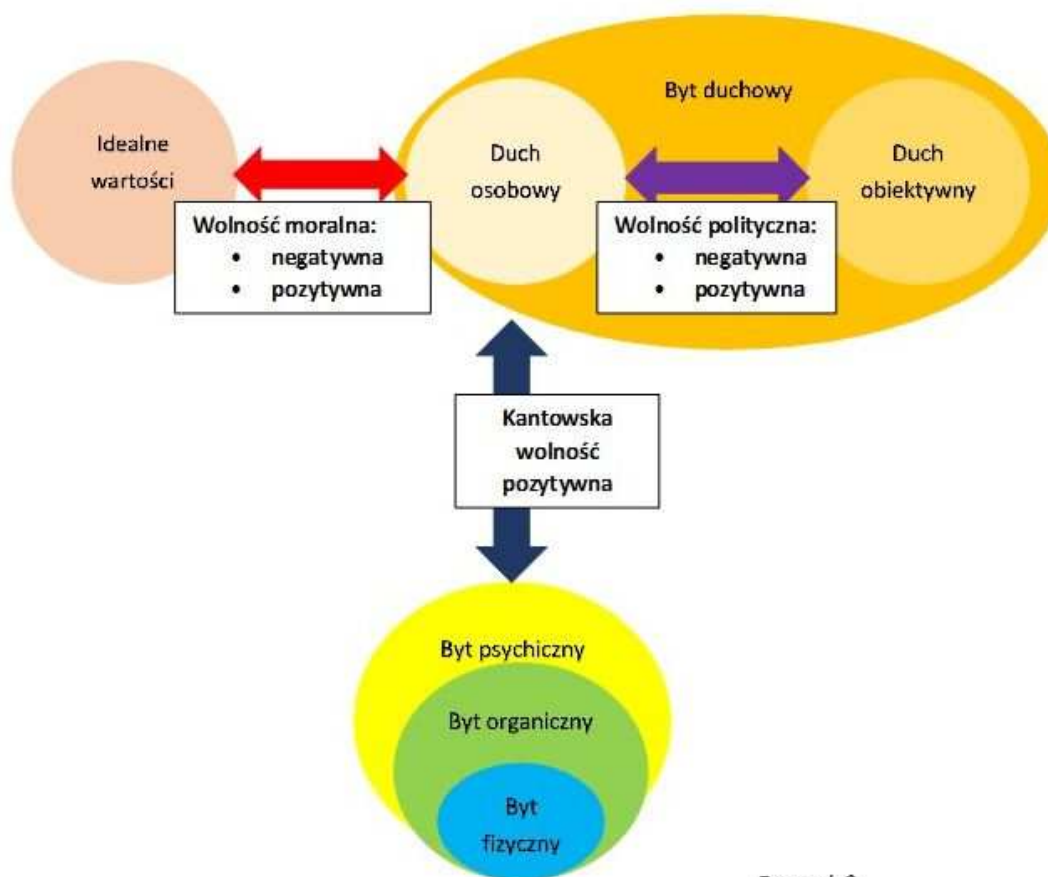 Byt duchowy
Idealne
wartości
Duch
osobowy
Duch
obiektywny
Wolność moralna:
• negatywna
• pozytywna
Wolność polityczna:
• negatywna
• pozytywna
Kantowska
wolność
pozytywna
Byt psychiczny
Byt organiczny
Byt
fizyczny